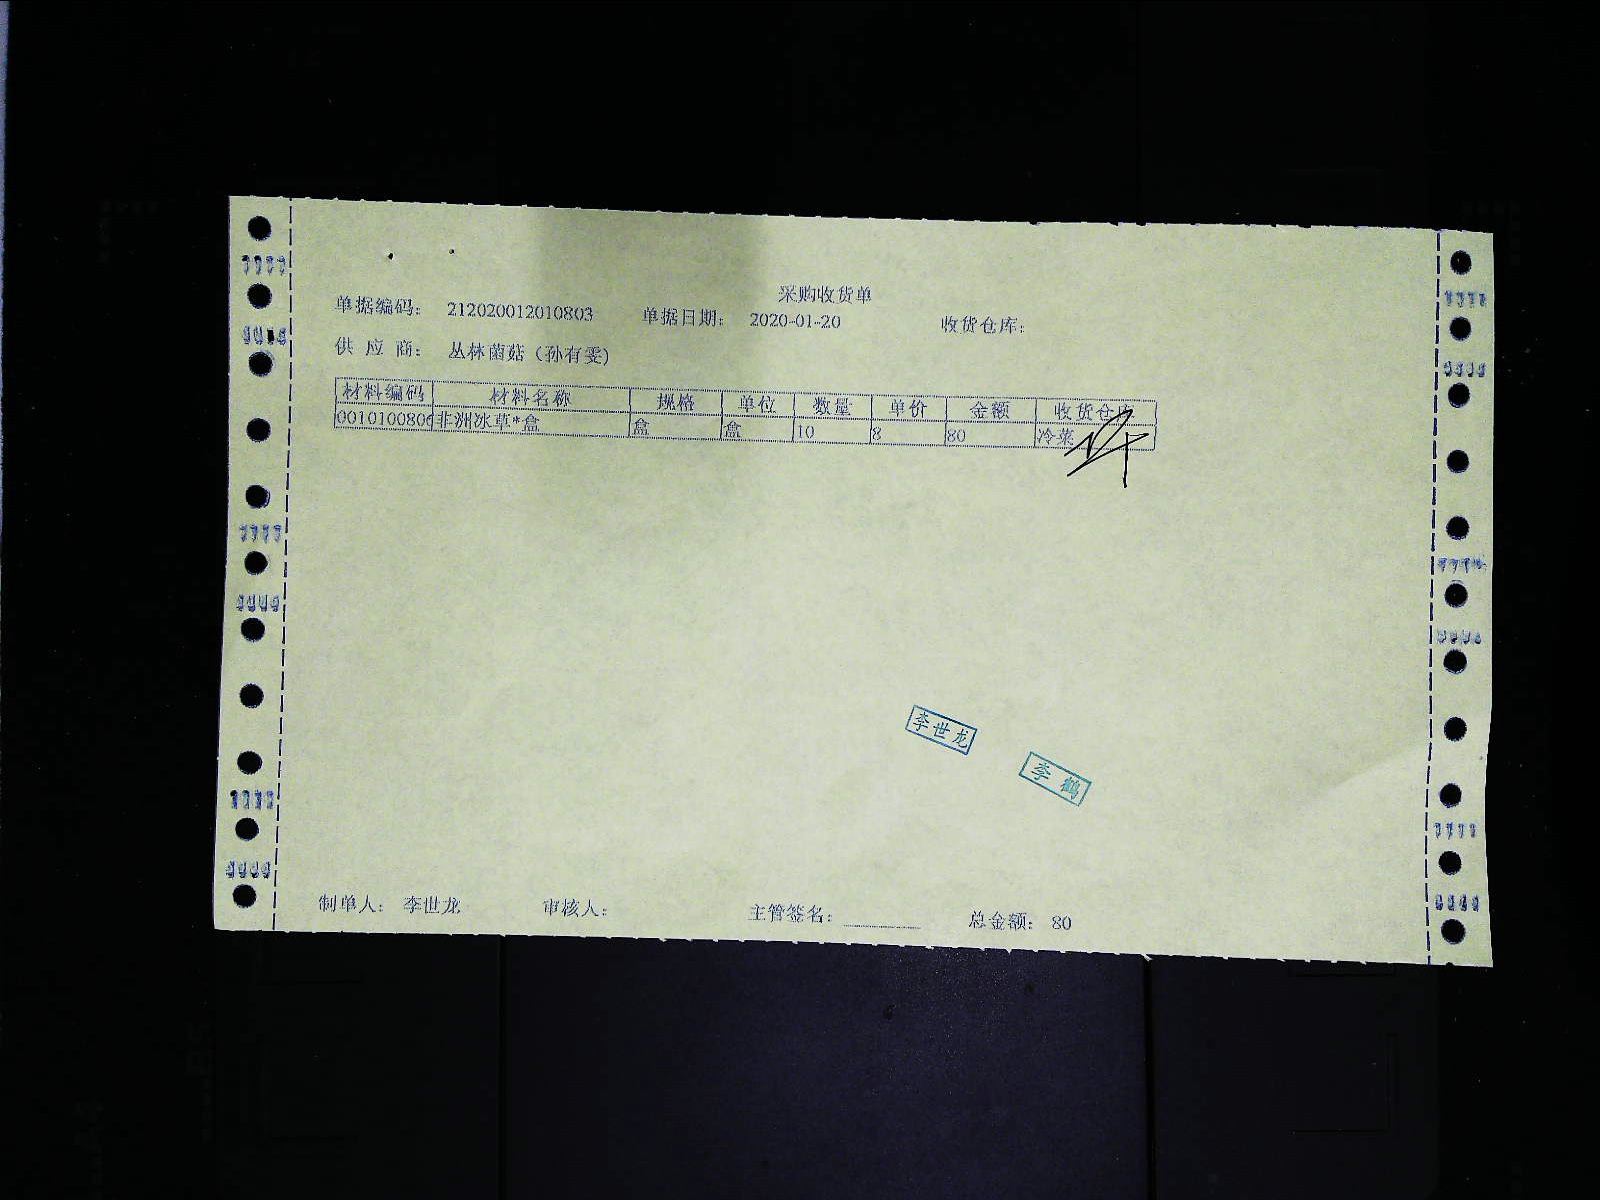 采购收货单
单据编码： 212020012010803 单据日期： 2020-01-20 收货仓库：
供 应 商： 丛林菌菇（孙有雯）
材料编码 材料名称 规格 单位 数量 单价 金额 收货仓库
0010100806 非洲冰草*盒 盒 盒 10 8 80 冷菜
李世龙
李 鹤
制单人： 李世龙 审核人： 主管签名： 总金额： 80